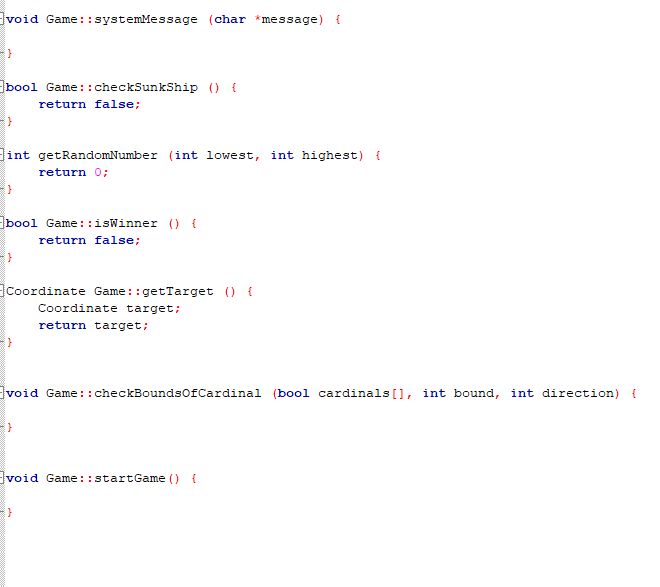 void Game::systemMessage (char *message) {
}
bool Game::checkSunkShip () {
    return false;
}
int getRandomNumber (int lowest, int highest) {
    return 0;
}
bool Game::isWinner () {
    return false;
}
Coordinate Game::getTarget () {
    Coordinate target;
    return target;
}
void Game::checkBoundsOfCardinal (bool cardinals[], int bound, int direction) {
}
void Game::startGame() {
}